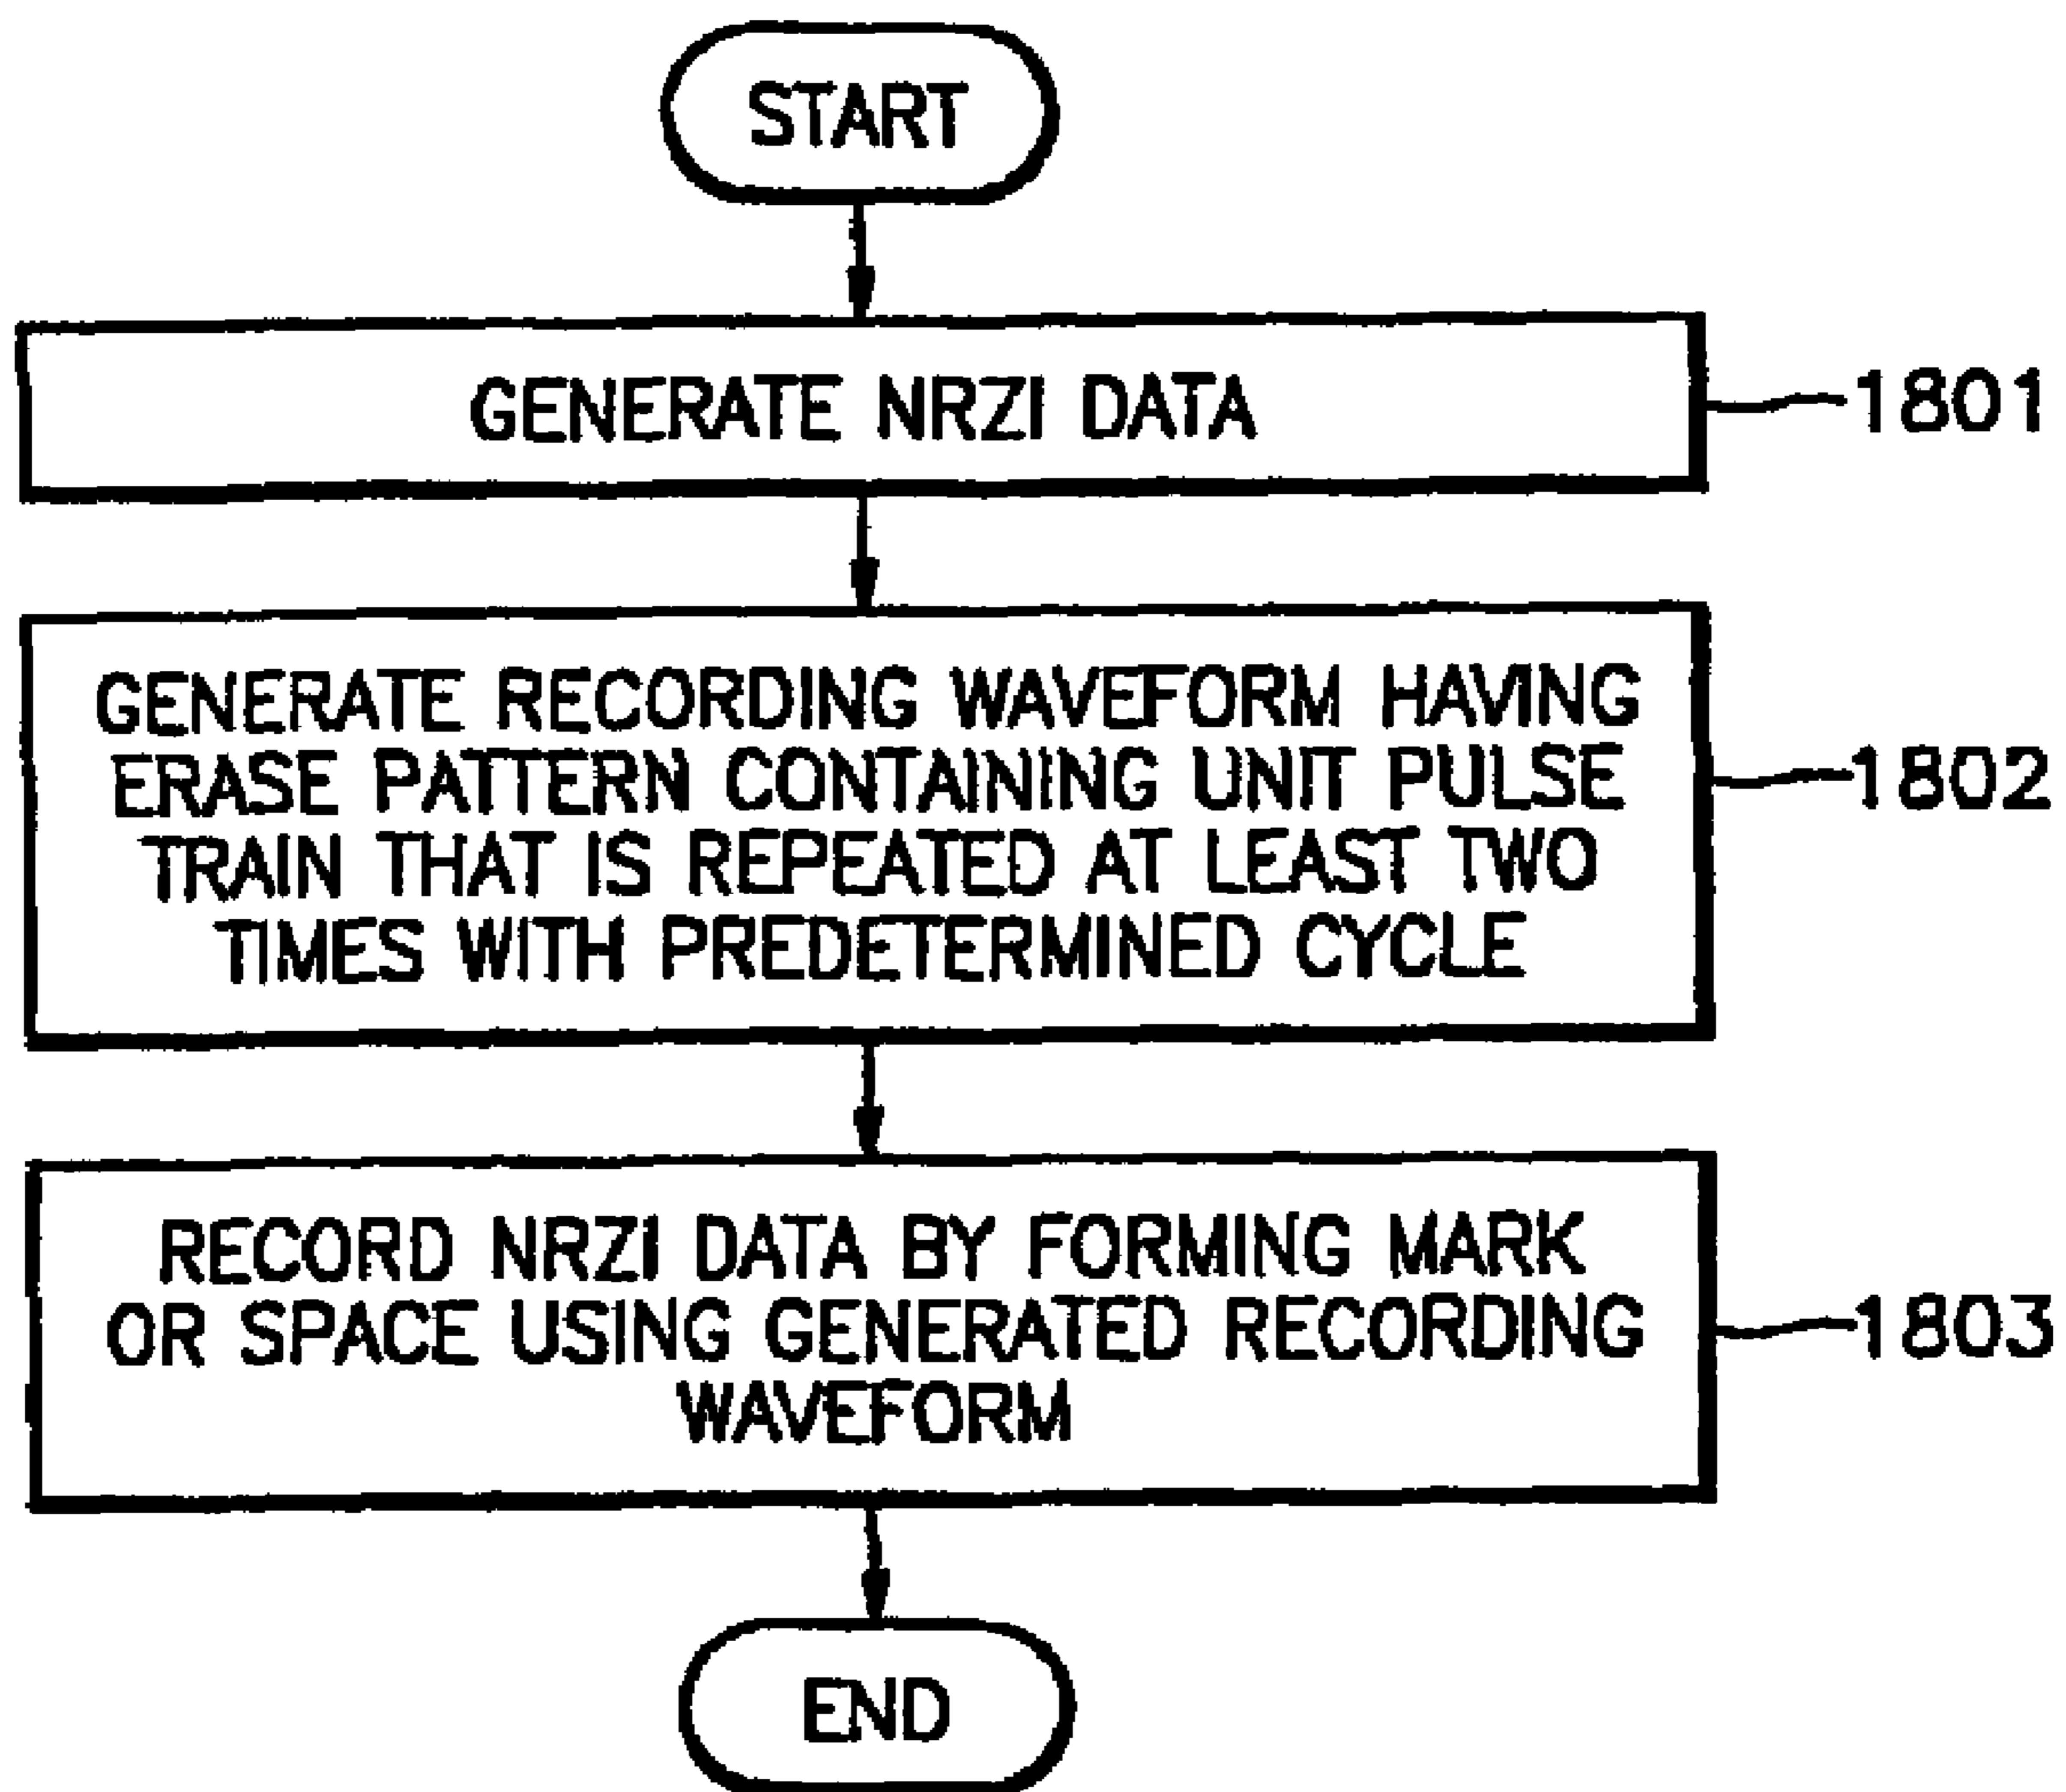 START
GENERATE NRZI DATA
1801
GENERATE RECORDING WAVEFORM HAVING
ERASE PATTERN CONTAINING UNIT PULSE
TRAIN THAT IS REPEATED AT LEAST TWO
TIMES WITH PREDETERMINED CYCLE
1802
RECORD NRZI DATA BY FORMING MARK
OR SPACE USING GENERATED RECORDING
WAVEFORM
1803
END